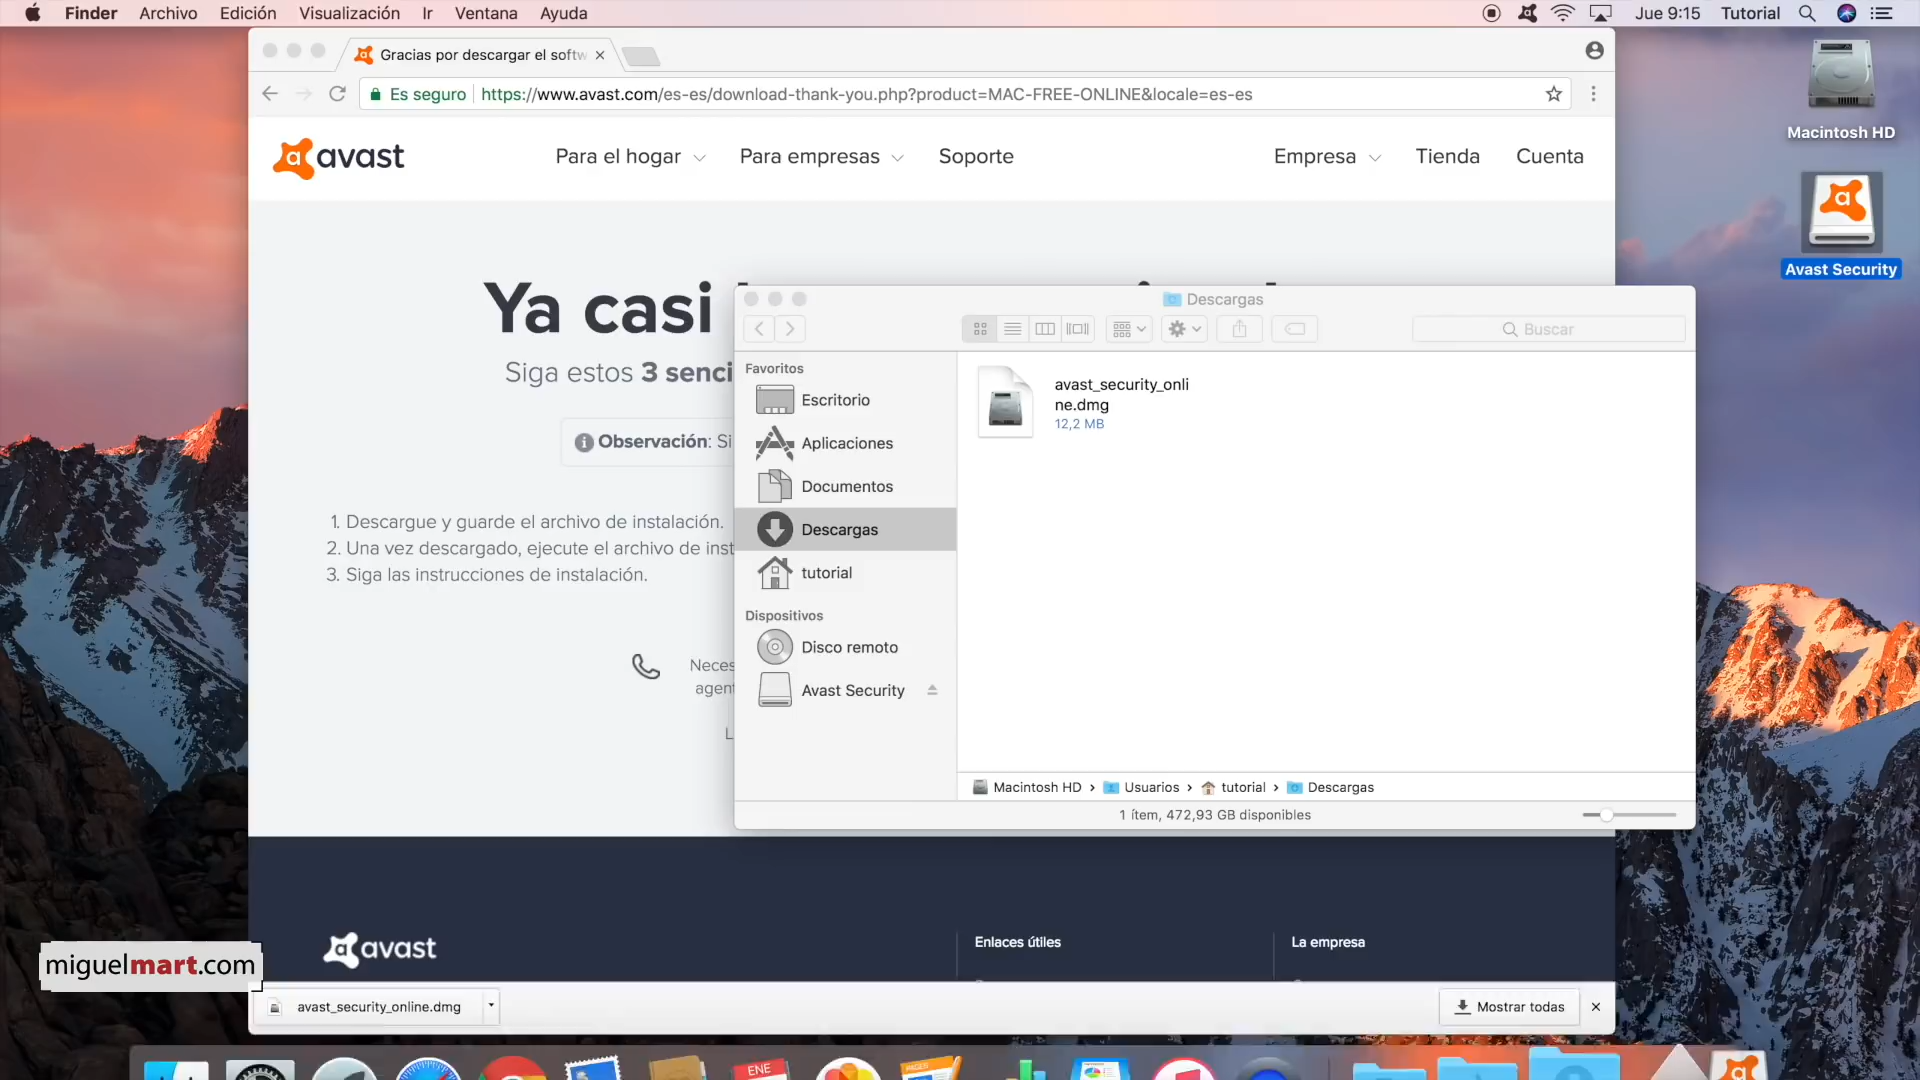 Finder Archivo Edición Visualización Ir Ventana Ayuda
Jue 9:15 Tutorial
Gracias por descargar el softw
Es seguro https://www.avast.com/es-es/download-thank-you.php?product=MAC-FREE-ONLINE&locale=es-es
avast
Para el hogar Para empresas Soporte Empresa Tienda Cuenta
Macintosh HD
Avast Security
Ya casi
Siga estos 3 senci
Observación: Si
1. Descargue y guarde el archivo de instalación.
2. Una vez descargado, ejecute el archivo de inst
3. Siga las instrucciones de instalación.
Neces
agent
L
Descargas
Buscar
Favoritos
Escritorio
Aplicaciones
Documentos
Descargas
tutorial
Dispositivos
Disco remoto
Avast Security
avast_security_onli
ne.dmg
12,2 MB
Macintosh HD › Usuarios › tutorial › Descargas
1 ítem, 472,93 GB disponibles
avast
Enlaces útiles
La empresa
miguelmart.com
avast_security_online.dmg
Mostrar todas
ENE
PAGES